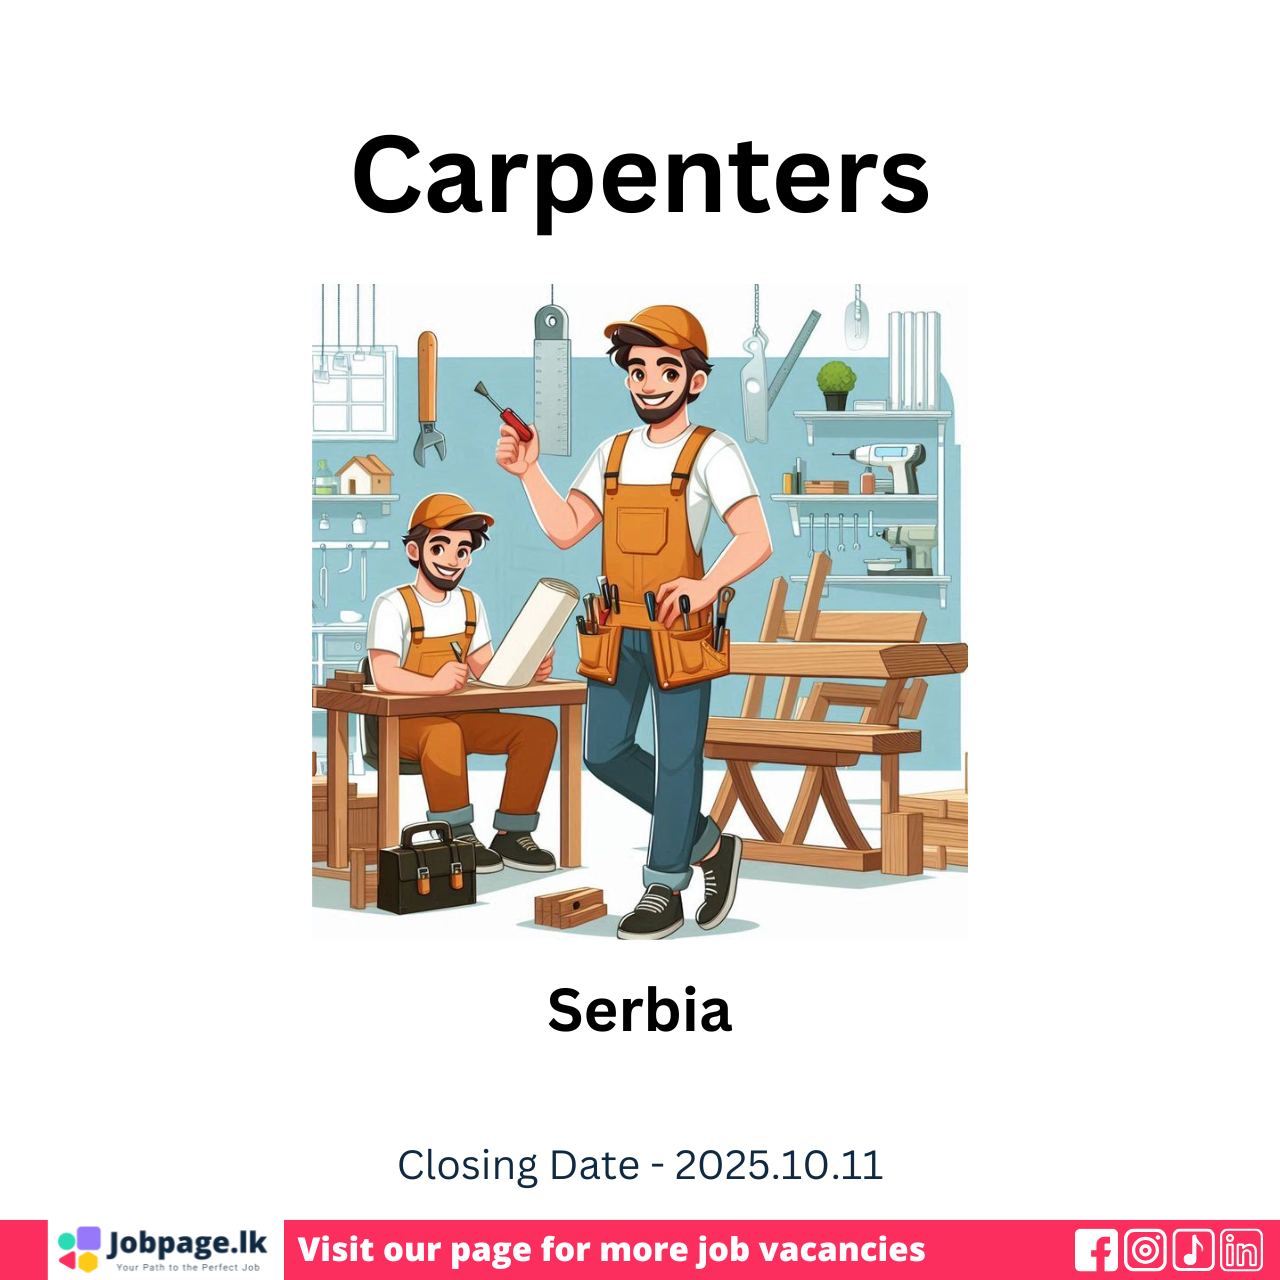 Carpenters
Serbia
Closing Date - 2025.10.11
Jobpage.lk
Your Path to the Perfect Job
Visit our page for more job vacancies